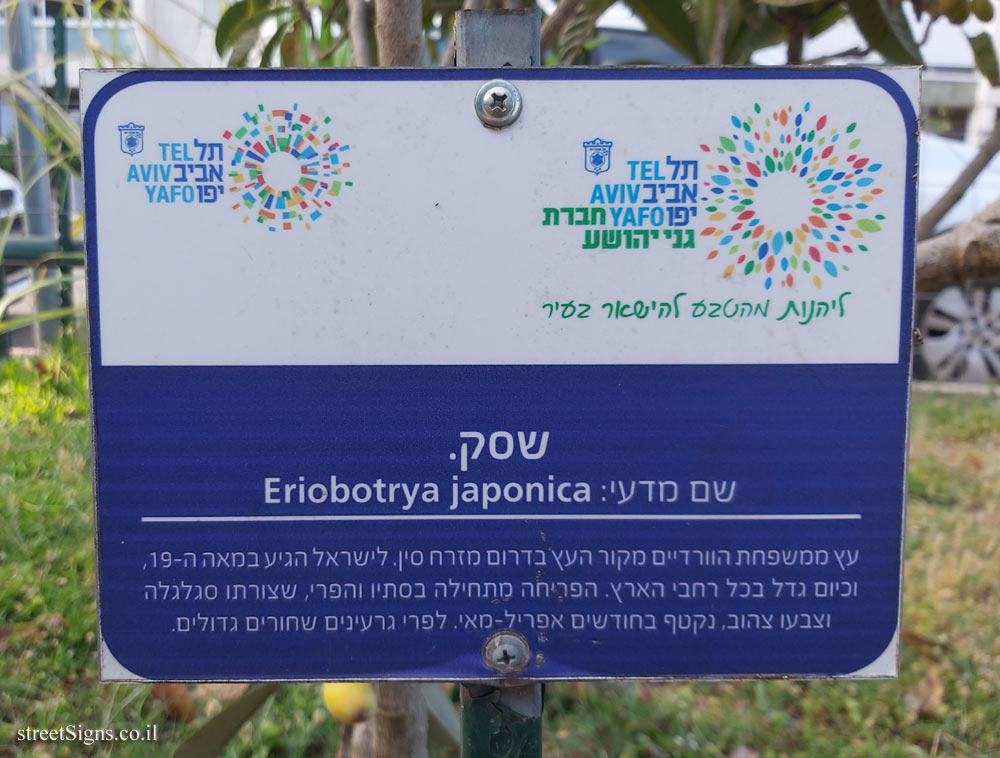 TEL תל
AVIV אביב
YAFO יפו
TEL תל
AVIV אביב
YAFO יפו חברת
גני יהושע
ליהנות מהטבע להישאר בעיר
שסק.
שם מדעי: Eriobotrya japonica
עץ ממשפחת הוורדיים מקור העץ בדרום מזרח סין. לישראל הגיע במאה ה-19,
וכיום גדל בכל רחבי הארץ. הפריחה מתחילה בסתיו והפרי, שצורתו סגלגלה
וצבעו צהוב, נקטף בחודשים אפריל-מאי. לפרי גרעינים שחורים גדולים.
streetSigns.co.il